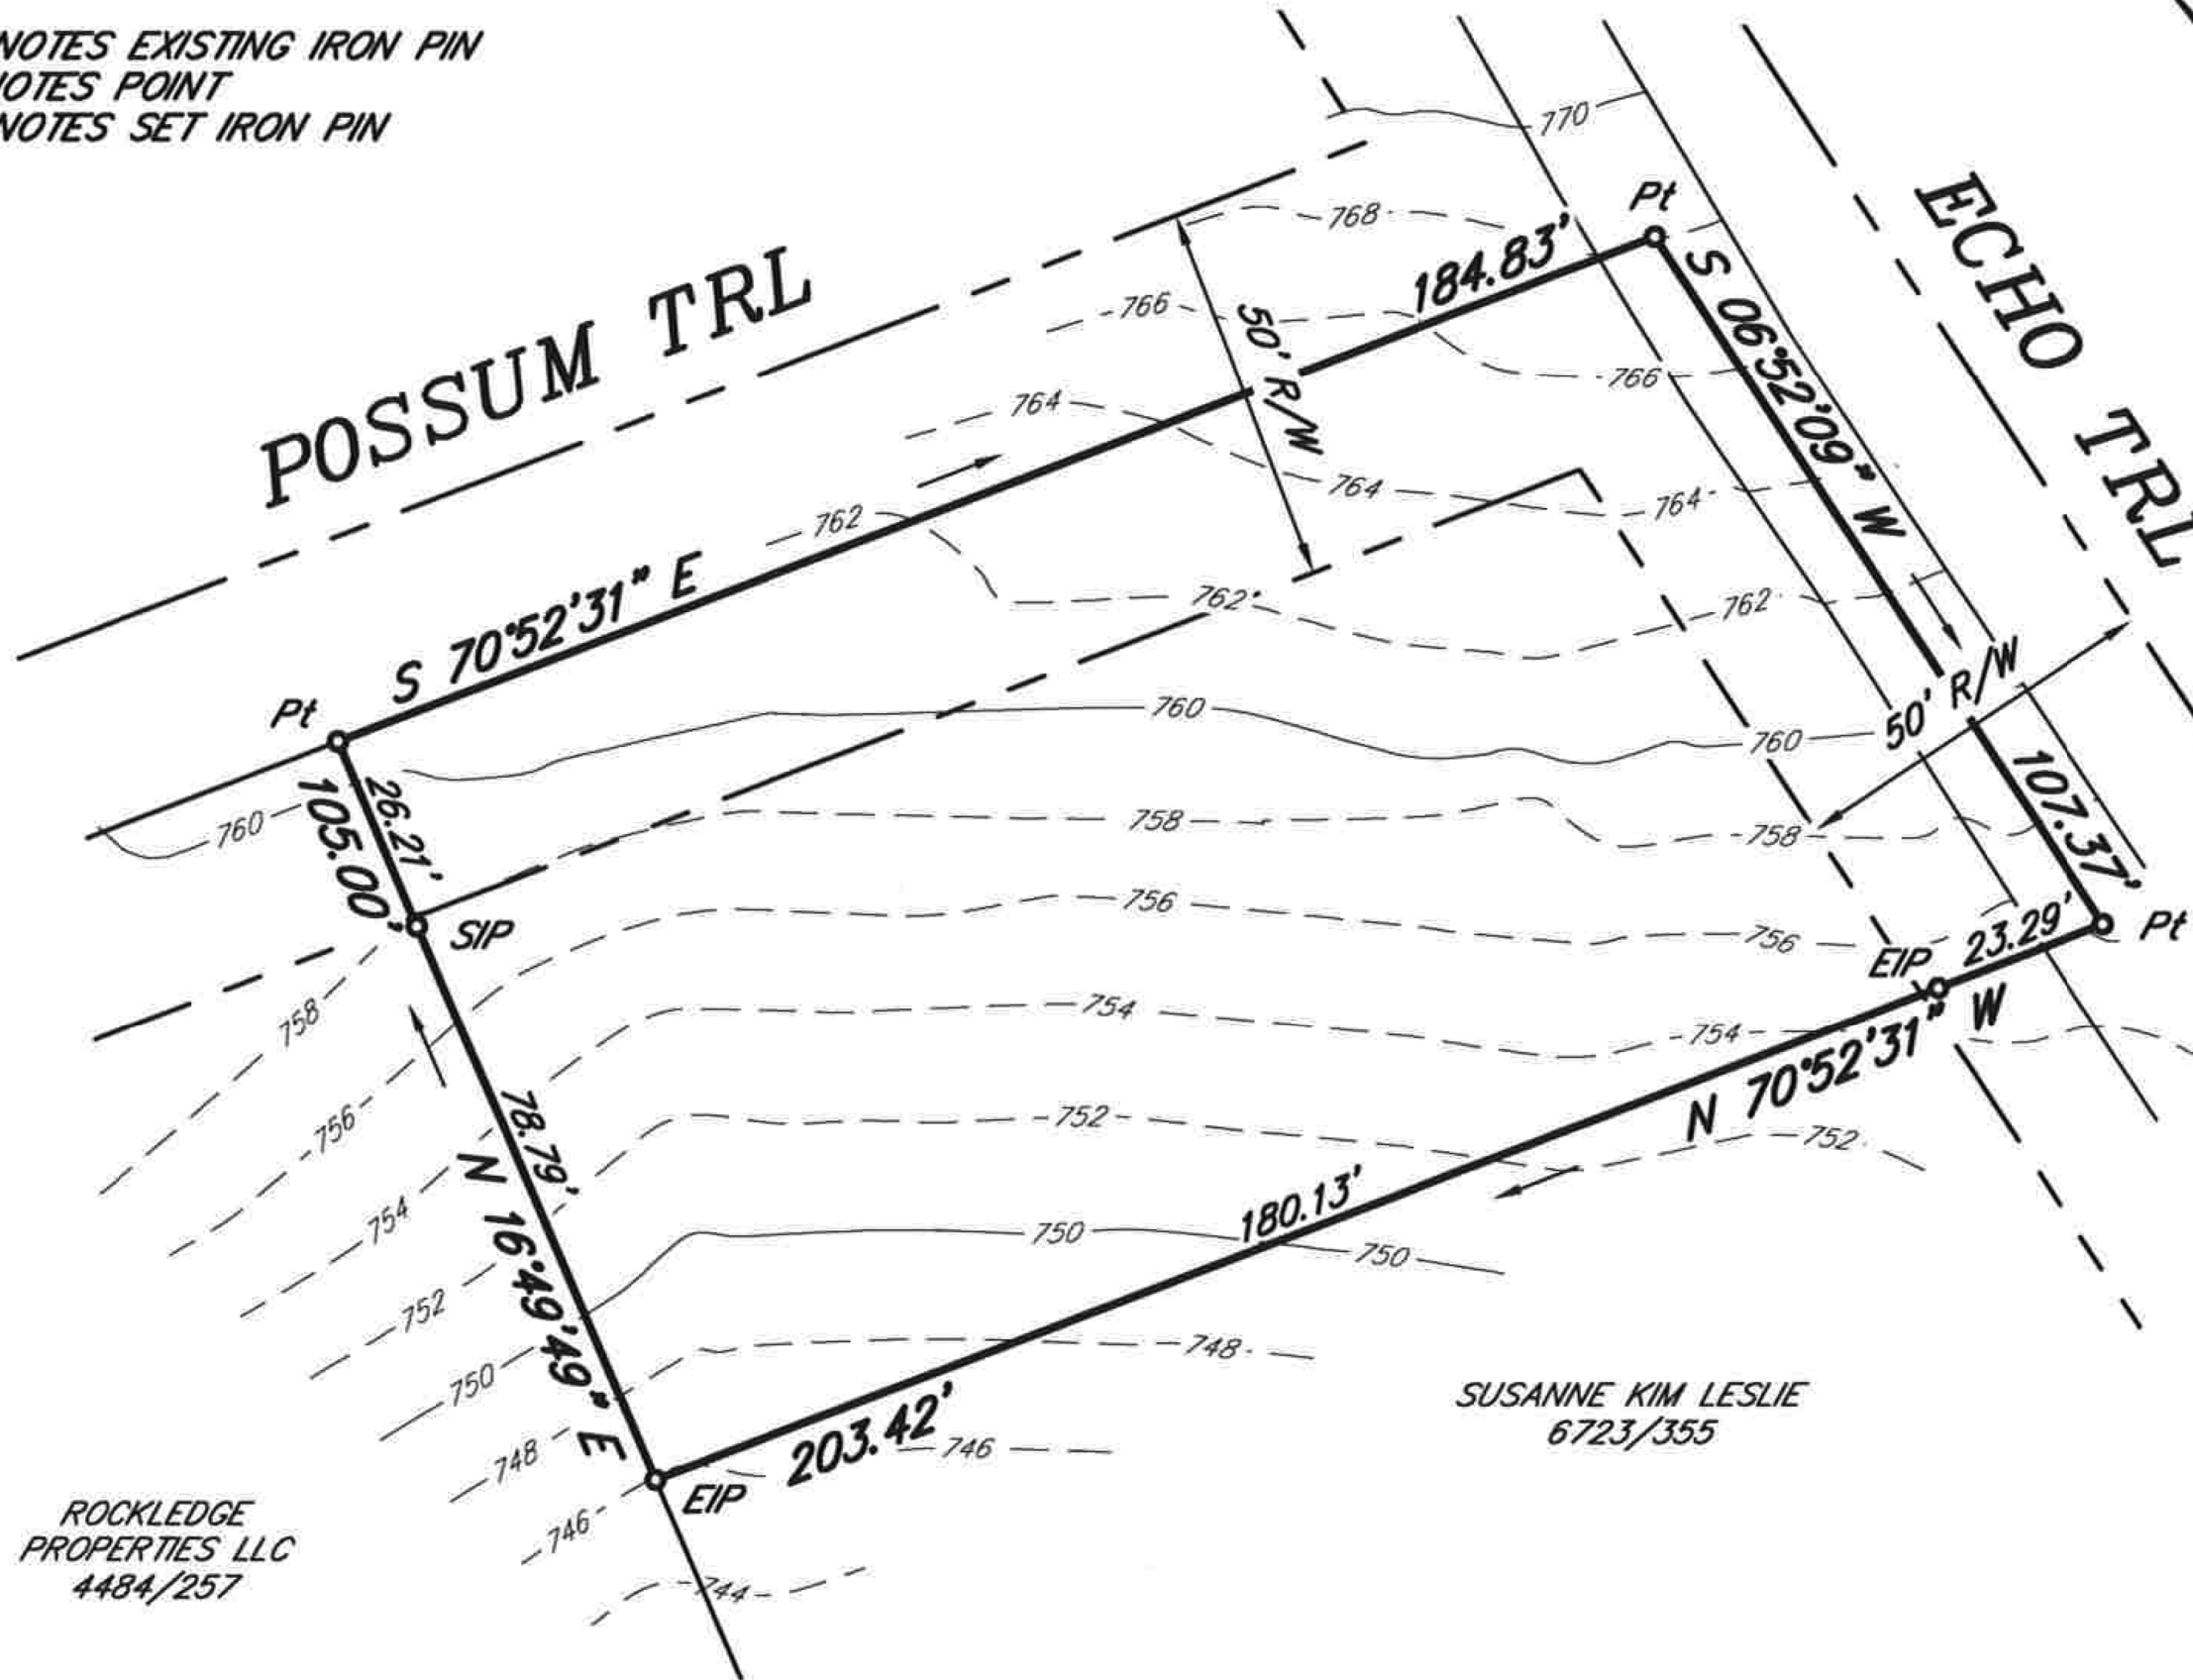 NOTES EXISTING IRON PIN
NOTES POINT
NOTES SET IRON PIN
770
Pt
768
184.83'
ECHO TRL
POSSUM TRL
766
50' R/W
766
S 06°52'09" W
764
764
764
762
S 70°52'31" E
762
762
Pt
760
760
50' R/W
26.21'
105.00'
760
758
758
107.37'
SIP
756
756
EIP
23.29'
Pt
758
754
754
N 70°52'31" W
756
78.79'
752
752
N 16°49'49" E
754
180.13'
750
750
752
748
750
203.42'
746
SUSANNE KIM LESLIE
6723/355
748
EIP
746
ROCKLEDGE
PROPERTIES LLC
4484/257
744